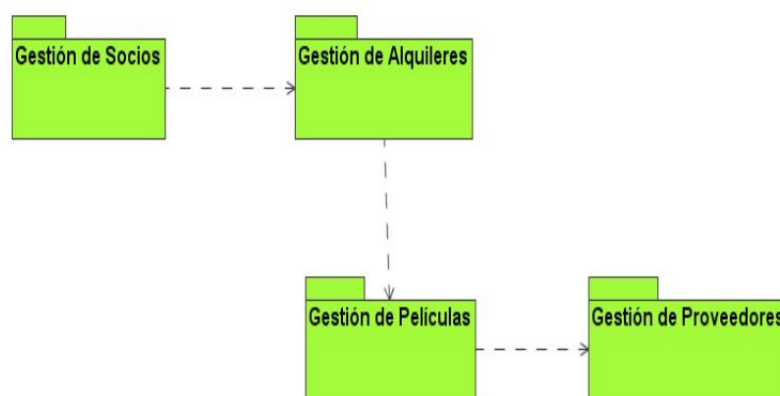 Gestión de Socios
Gestión de Alquileres
Gestión de Películas
Gestión de Proveedores